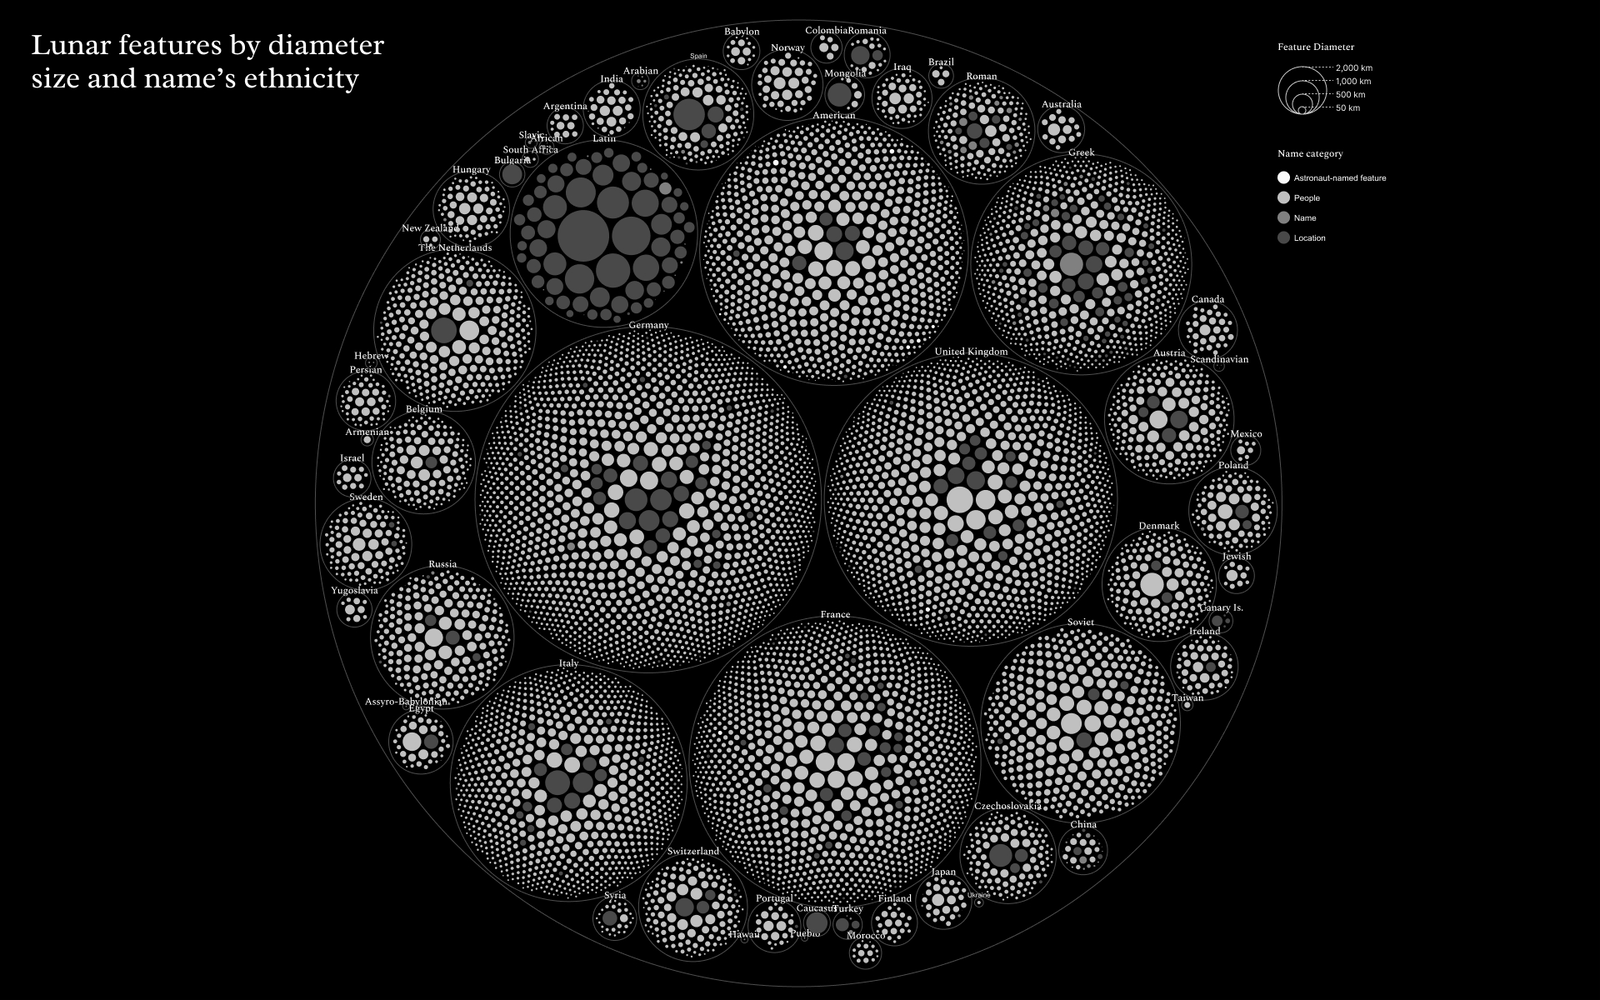 Lunar features by diameter
size and name’s ethnicity
Feature Diameter
2,000 km
1,000 km
500 km
50 km
Name category
Astronaut-named feature
People
Name
Location
Babylon
Colombia
Romania
Norway
Spain
Arabian
India
Mongolia
Iraq
Brazil
Roman
Argentina
Australia
American
Slavic
African
Latin
South Africa
Bulgaria
Greek
Hungary
New Zealand
The Netherlands
Canada
Germany
United Kingdom
Austria
Scandinavian
Hebrew
Persian
Belgium
Armenian
Mexico
Israel
Poland
Sweden
Denmark
Jewish
Russia
Yugoslavia
Canary Is.
France
Soviet
Ireland
Italy
Taiwan
Assyro-Babylonian
Egypt
Czechoslovakia
China
Switzerland
Japan
Syria
Portugal
Finland
Ukraine
Caucasus
Turkey
Hawaii
Pueblo
Morocco